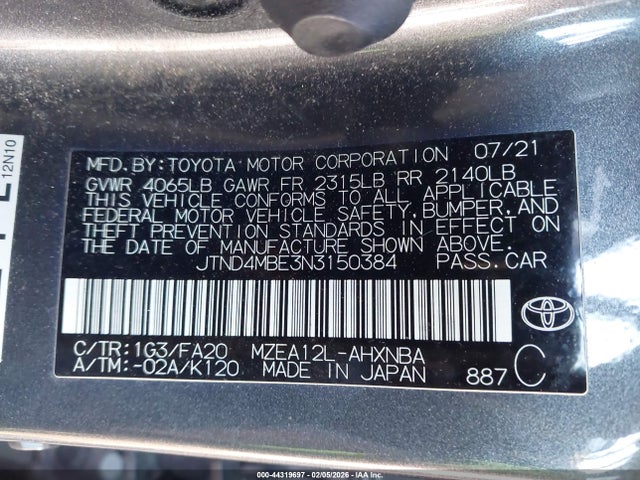 12N10
MFD.BY:TOYOTA MOTOR CORPORATION 07/21
GVWR 4065LB GAWR FR 2315LB RR 2140LB
THIS VEHICLE CONFORMS TO ALL APPLICABLE
FEDERAL MOTOR VEHICLE SAFETY,BUMPER,AND
THEFT PREVENTION STANDARDS IN EFFECT ON
THE DATE OF MANUFACTURE SHOWN ABOVE.
JTND4MBE3N3150384 PASS.CAR
C/TR:1G3/FA20 MZEA12L-AHXNBA
A/TM:-02A/K120 MADE IN JAPAN 887 C
000-44319697 - 02/05/2026 - IAA Inc.